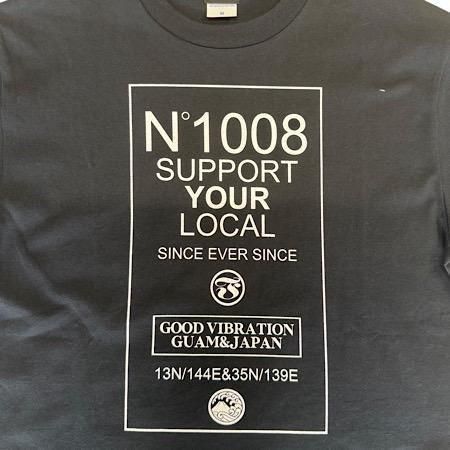 N°1008
SUPPORT
YOUR
LOCAL
SINCE EVER SINCE
GOOD VIBRATION
GUAM&JAPAN
13N/144E&35N/139E